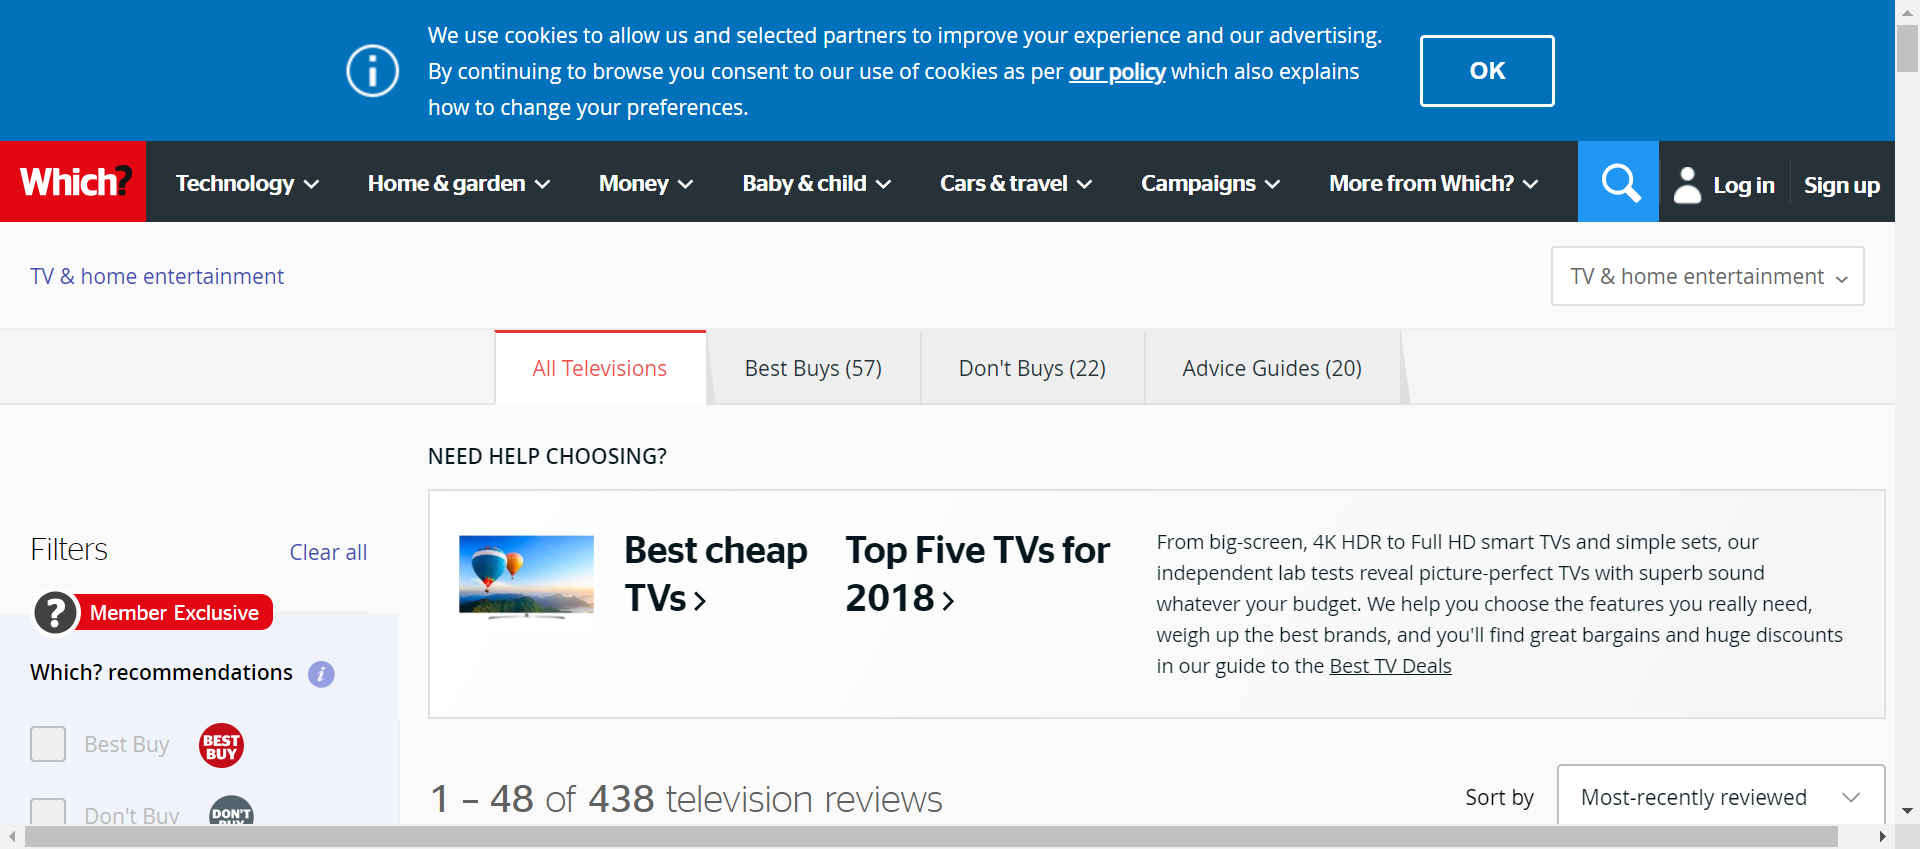 We use cookies to allow us and selected partners to improve your experience and our advertising.
By continuing to browse you consent to our use of cookies as per our policy which also explains
how to change your preferences.
OK
Which?
Technology
Home & garden
Money
Baby & child
Cars & travel
Campaigns
More from Which?
Log in
Sign up
TV & home entertainment
TV & home entertainment
All Televisions
Best Buys (57)
Don't Buys (22)
Advice Guides (20)
NEED HELP CHOOSING?
Best cheap
TVs
Top Five TVs for
2018
From big-screen, 4K HDR to Full HD smart TVs and simple sets, our
independent lab tests reveal picture-perfect TVs with superb sound
whatever your budget. We help you choose the features you really need,
weigh up the best brands, and you'll find great bargains and huge discounts
in our guide to the Best TV Deals
Filters
Clear all
? Member Exclusive
Which? recommendations i
Best Buy
BEST
BUY
Don't Buy
DON'T
BUY
1 – 48 of 438 television reviews
Sort by
Most-recently reviewed